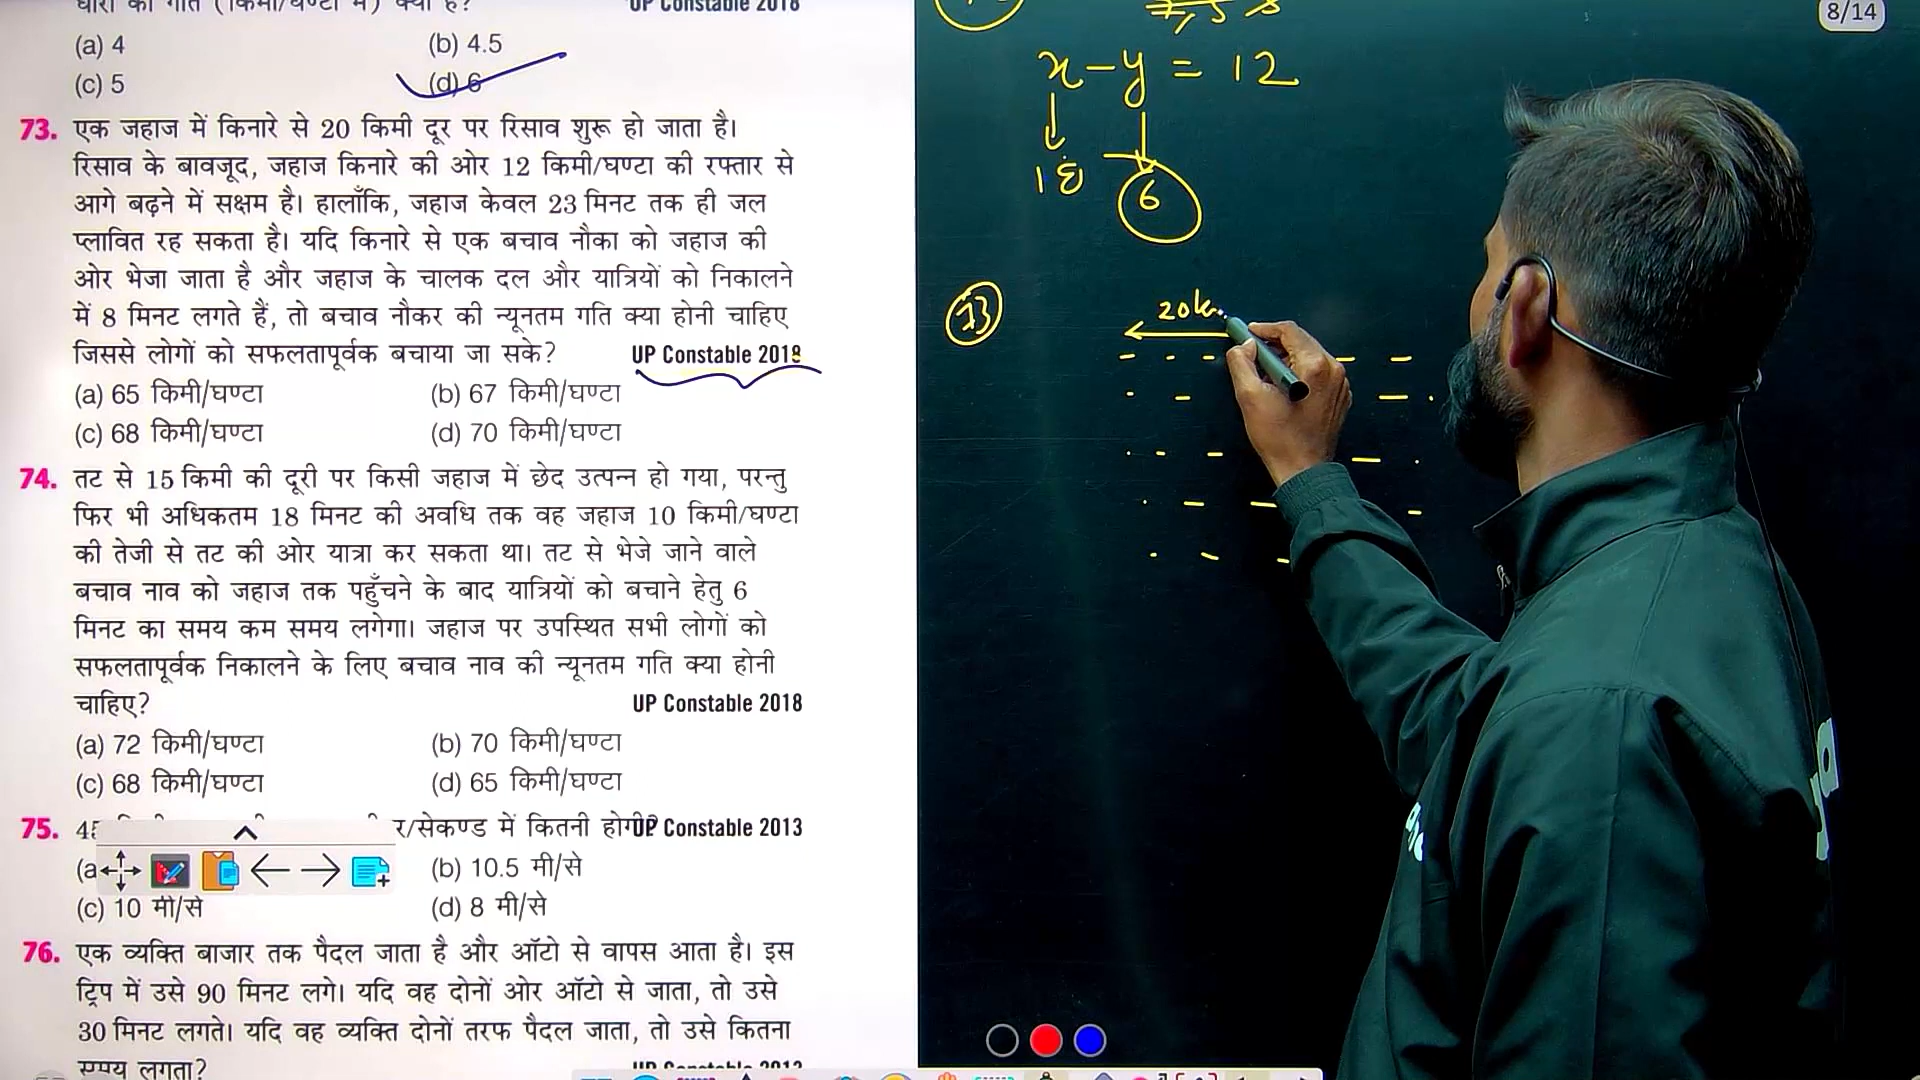 UP Constable 2018
(a) 4 (b) 4.5
(c) 5 (d) 6
73. एक जहाज में किनारे से 20 किमी दूर पर रिसाव शुरू हो जाता है।
रिसाव के बावजूद, जहाज किनारे की ओर 12 किमी/घण्टा की रफ्तार से
आगे बढ़ने में सक्षम है। हालाँकि, जहाज केवल 23 मिनट तक ही जल
प्लावित रह सकता है। यदि किनारे से एक बचाव नौका को जहाज की
ओर भेजा जाता है और जहाज के चालक दल और यात्रियों को निकालने
में 8 मिनट लगते हैं, तो बचाव नौकर की न्यूनतम गति क्या होनी चाहिए
जिससे लोगों को सफलतापूर्वक बचाया जा सके? UP Constable 2018
(a) 65 किमी/घण्टा (b) 67 किमी/घण्टा
(c) 68 किमी/घण्टा (d) 70 किमी/घण्टा
74. तट से 15 किमी की दूरी पर किसी जहाज में छेद उत्पन्न हो गया, परन्तु
फिर भी अधिकतम 18 मिनट की अवधि तक वह जहाज 10 किमी/घण्टा
की तेजी से तट की ओर यात्रा कर सकता था। तट से भेजे जाने वाले
बचाव नाव को जहाज तक पहुँचने के बाद यात्रियों को बचाने हेतु 6
मिनट का समय कम समय लगेगा। जहाज पर उपस्थित सभी लोगों को
सफलतापूर्वक निकालने के लिए बचाव नाव की न्यूनतम गति क्या होनी
चाहिए? UP Constable 2018
(a) 72 किमी/घण्टा (b) 70 किमी/घण्टा
(c) 68 किमी/घण्टा (d) 65 किमी/घण्टा
75. में कितनी होगी? UP Constable 2013
(b) 10.5 मी/से
(c) 10 मी/से (d) 8 मी/से
76. एक व्यक्ति बाजार तक पैदल जाता है और ऑटो से वापस आता है। इस
ट्रिप में उसे 90 मिनट लगे। यदि वह दोनों ओर ऑटो से जाता, तो उसे
30 मिनट लगते। यदि वह व्यक्ति दोनों तरफ पैदल जाता, तो उसे कितना
समय लगता?
8/14
x - y = 12
18 6
73
20k